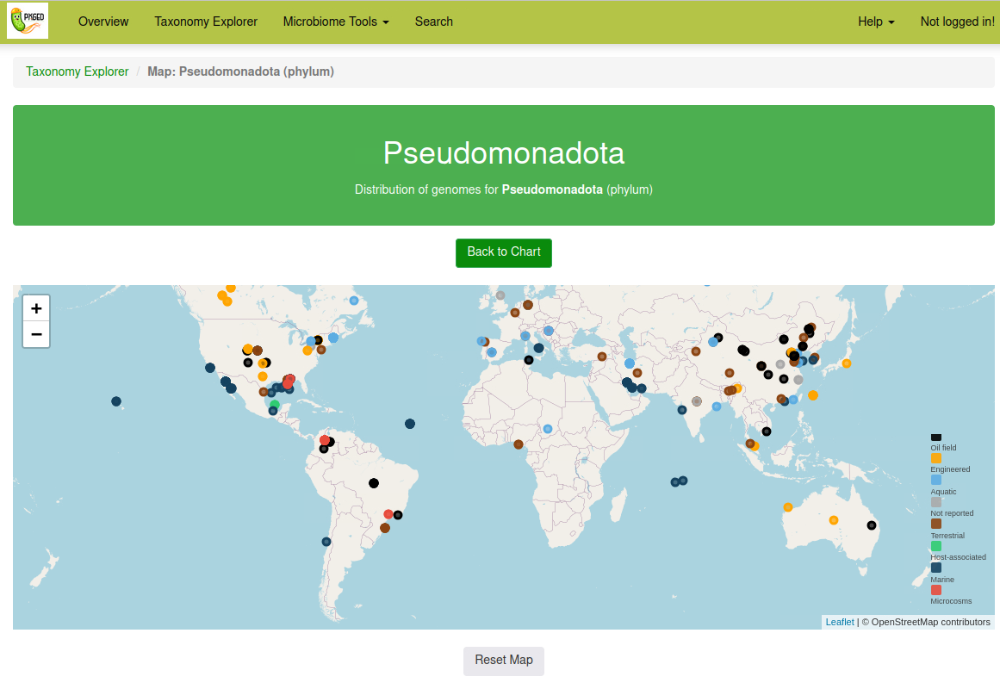 PXGED
Overview Taxonomy Explorer Microbiome Tools Search Help Not logged in!
Taxonomy Explorer / Map: Pseudomonadota (phylum)
Pseudomonadota
Distribution of genomes for Pseudomonadota (phylum)
Back to Chart
+
−
Oil field
Engineered
Aquatic
Not reported
Terrestrial
Host-associated
Marine
Microcosms
Leaflet | © OpenStreetMap contributors
Reset Map